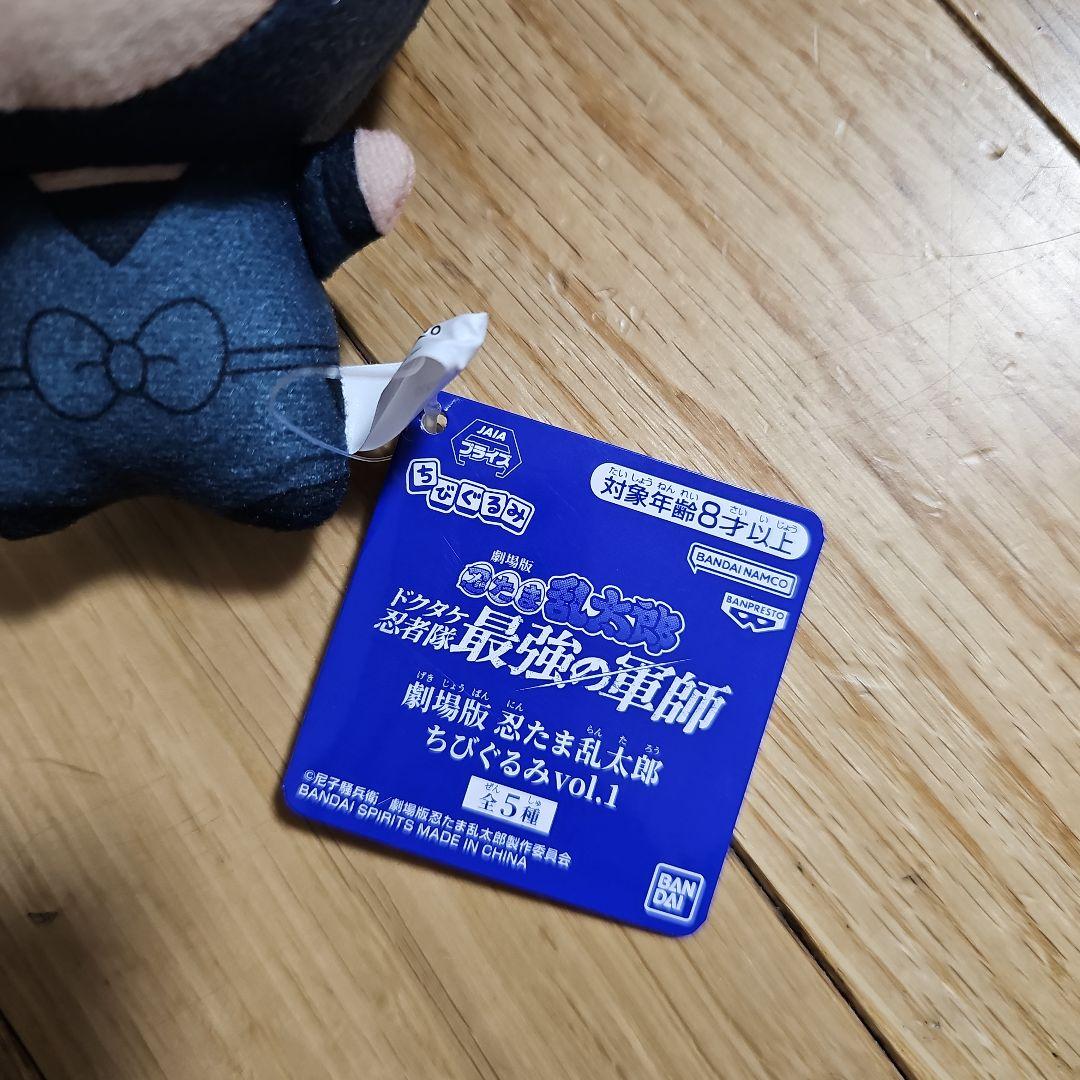 JAIA
プライズ
ちびぐるみ
たいしょうねんれい さいいじょう
対象年齢8才以上
BANDAI NAMCO
BANPRESTO
劇場版
忍たま乱太郎
ドクタケ
忍者隊
最強の軍師
げきじょうばん にん らんたろう
劇場版 忍たま乱太郎
ちびぐるみvol.1
ぜん しゅ
全5種
©尼子騒兵衛/劇場版忍たま乱太郎製作委員会
BANDAI SPIRITS MADE IN CHINA
BAN
DAI